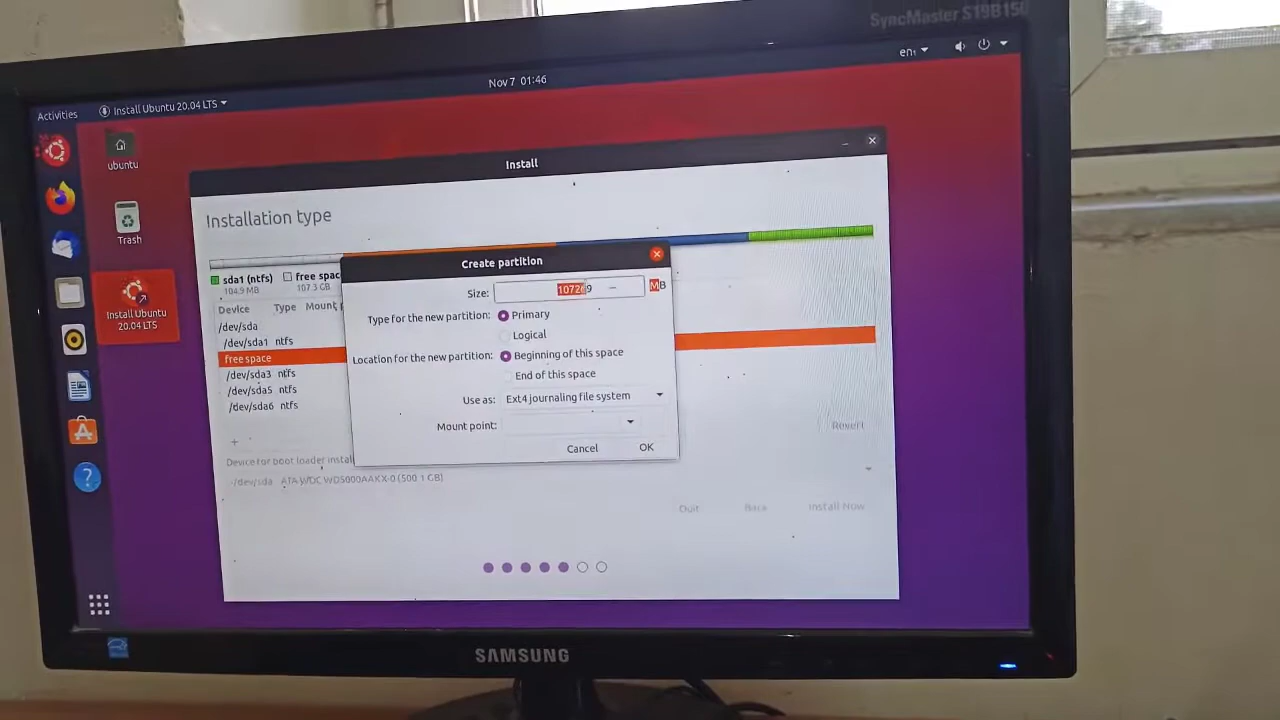 SyncMaster S19B150
en
Nov 7 01:46
Activities
Install Ubuntu 20.04 LTS
ubuntu
Install
Installation type
Trash
Create partition
sda1 (ntfs)
104.9 MB
free spac
107.3 GB
Size:
MB
Device
Type
Mount
Type for the new partition:
Primary
/dev/sda
Logical
Install Ubuntu
20.04 LTS
/dev/sda1
ntfs
free space
Location for the new partition:
Beginning of this space
/dev/sda3
ntfs
End of this space
/dev/sda5
ntfs
Use as:
Ext4 journaling file system
/dev/sda6
ntfs
Mount point:
Revert
+
Cancel
OK
Device for boot loader instal
/dev/sda
ATA WDC WD5000AAKX-0 (500.1 GB)
Quit
Back
Install Now
SAMSUNG